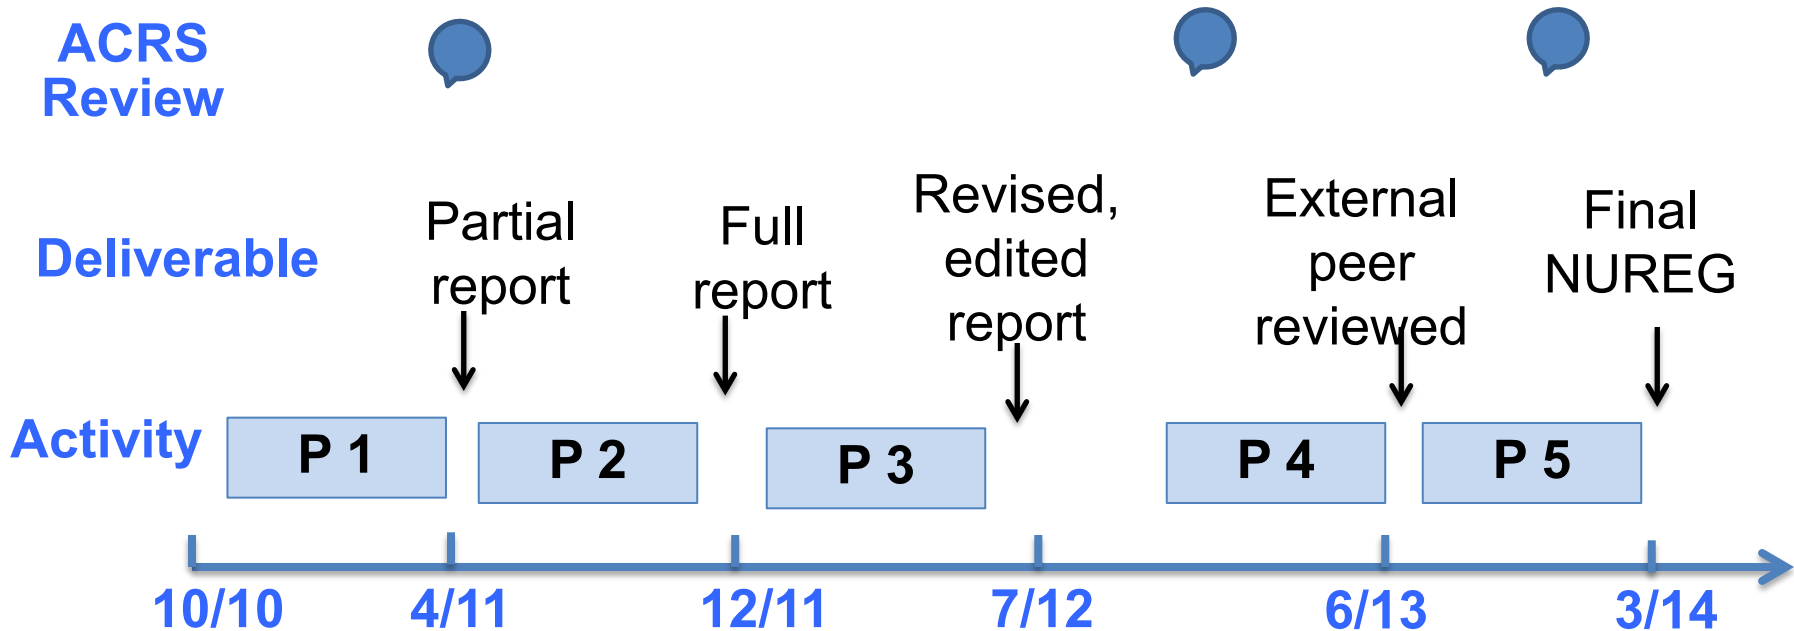 ACRS
Review
Deliverable
Partial
report
Full
report
Revised,
edited
report
External
peer
reviewed
Final
NUREG
Activity
P 1
P 2
P 3
P 4
P 5
10/10
4/11
12/11
7/12
6/13
3/14